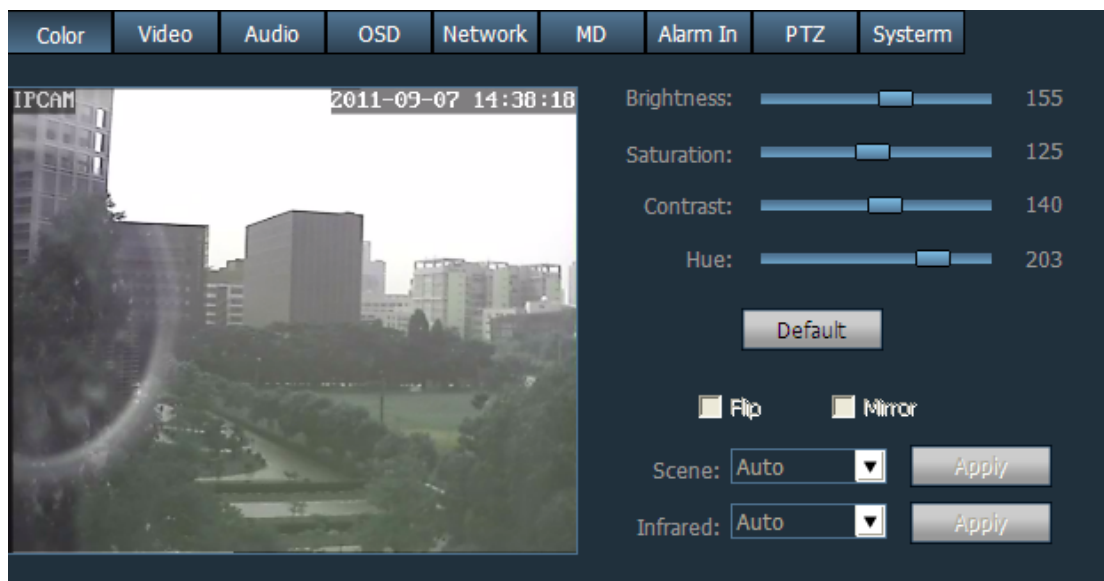 Color Video Audio OSD Network MD Alarm In PTZ Systerm
IPCAM 2011-09-07 14:38:18
Brightness: 155
Saturation: 125
Contrast: 140
Hue: 203
Default
Flip Mirror
Scene: Auto Apply
Infrared: Auto Apply